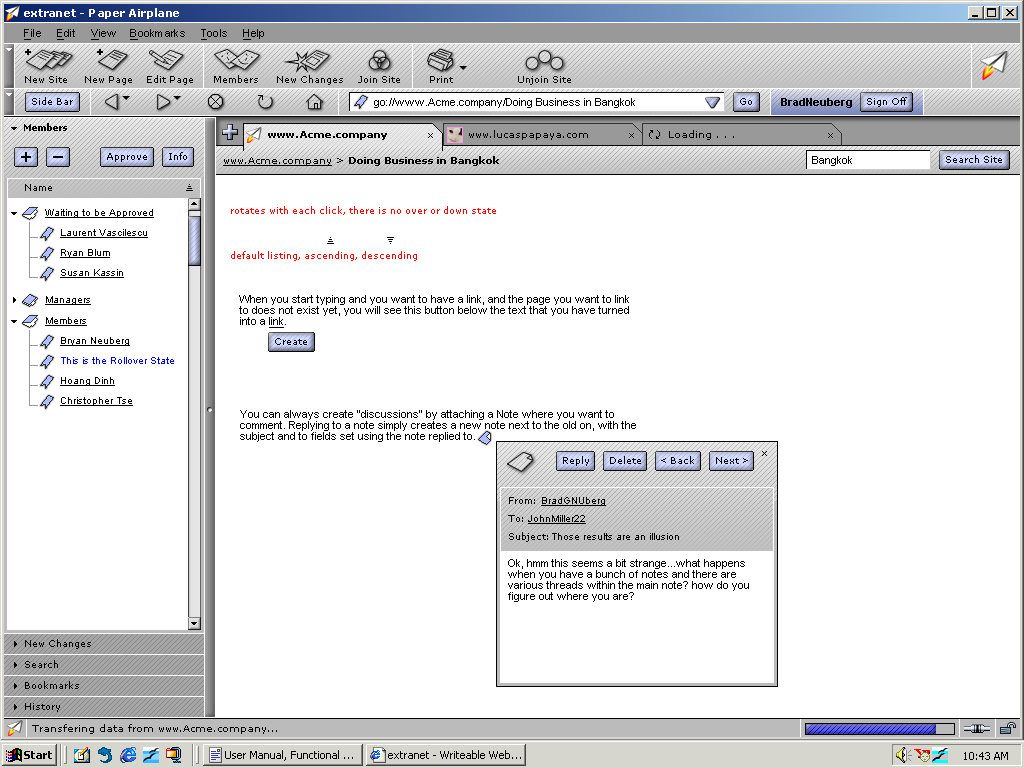 extranet - Paper Airplane
File Edit View Bookmarks Tools Help
New Site New Page Edit Page Members New Changes Join Site Print Unjoin Site
Side Bar go://wwww.Acme.company/Doing Business in Bangkok Go BradNeuberg Sign Off
Members
www.Acme.company www.lucaspapaya.com Loading . . .
Approve Info
www.Acme.company > Doing Business in Bangkok Bangkok Search Site
Name
Waiting to be Approved
Laurent Vascilescu
Ryan Blum
Susan Kassin
Managers
Members
Bryan Neuberg
This is the Rollover State
Hoang Dinh
Christopher Tse
rotates with each click, there is no over or down state
default listing, ascending, descending
When you start typing and you want to have a link, and the page you want to link
to does not exist yet, you will see this button below the text that you have turned
into a link.
Create
You can always create "discussions" by attaching a Note where you want to
comment. Replying to a note simply creates a new note next to the old on, with the
subject and to fields set using the note replied to.
Reply Delete < Back Next >
From: BradGNUberg
To: JohnMiller22
Subject: Those results are an illusion
Ok, hmm this seems a bit strange...what happens
when you have a bunch of notes and there are
various threads within the main note? how do you
figure out where you are?
New Changes
Search
Bookmarks
History
Transfering data from www.Acme.company...
Start User Manual, Functional ... extranet - Writeable Web... 10:43 AM